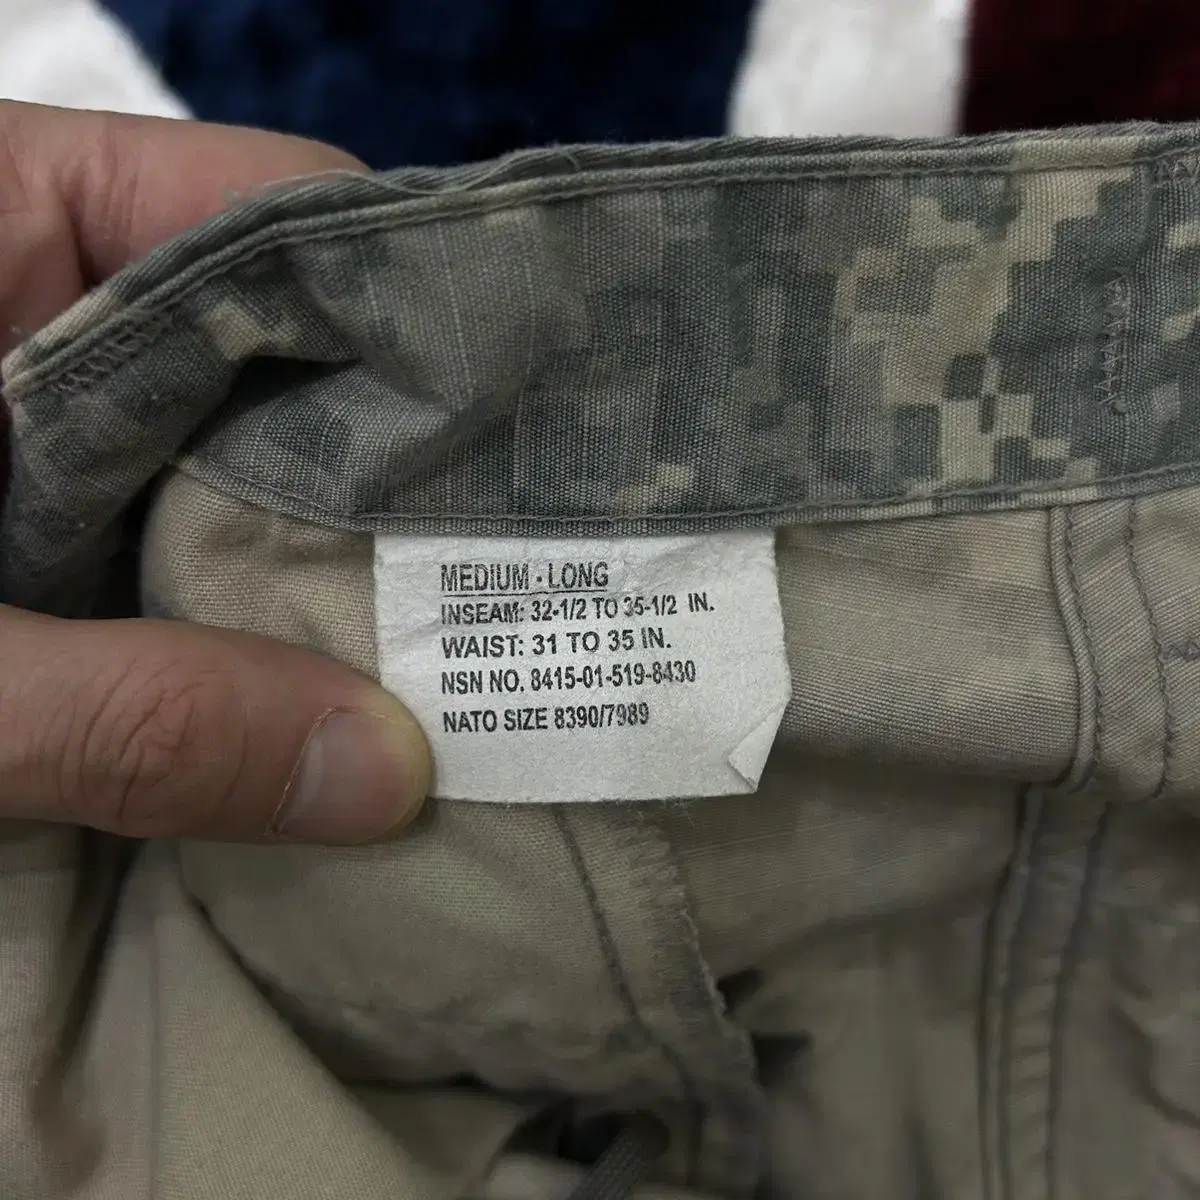 MEDIUM - LONG
INSEAM: 32-1/2 TO 35-1/2 IN.
WAIST: 31 TO 35 IN.
NSN NO. 8415-01-519-8430
NATO SIZE 8390/7989